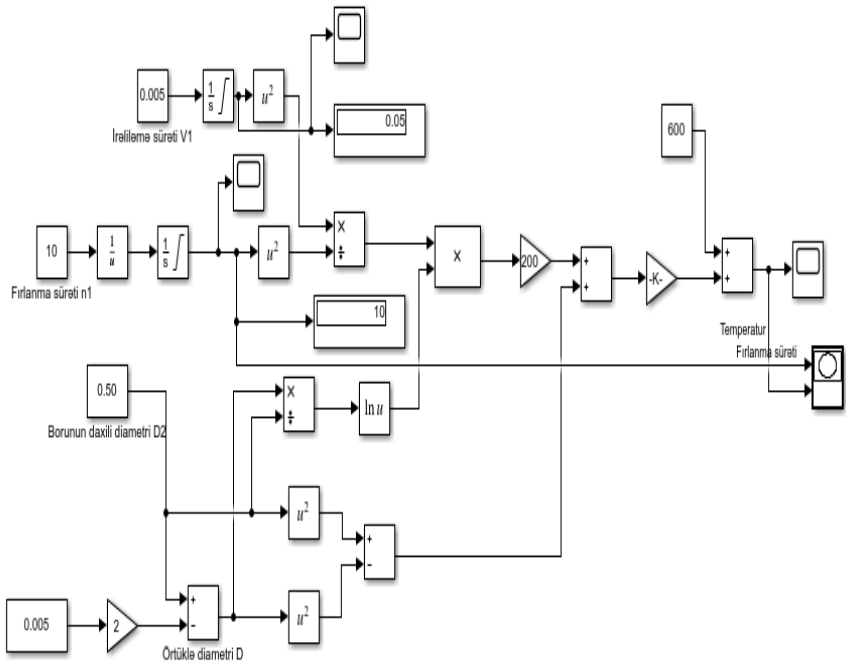 0.005
1
s
u²
0.05
İrəliləmə sürəti V1
600
10
1
u
1
s
u²
×
÷
×
200
+
+
-K-
+
+
Fırlanma sürəti n1
10
Temperatur
Fırlanma sürəti
0.50
×
÷
ln u
Borunun daxili diametri D2
u²
+
−
0.005
2
+
−
u²
Örtüklə diametri D